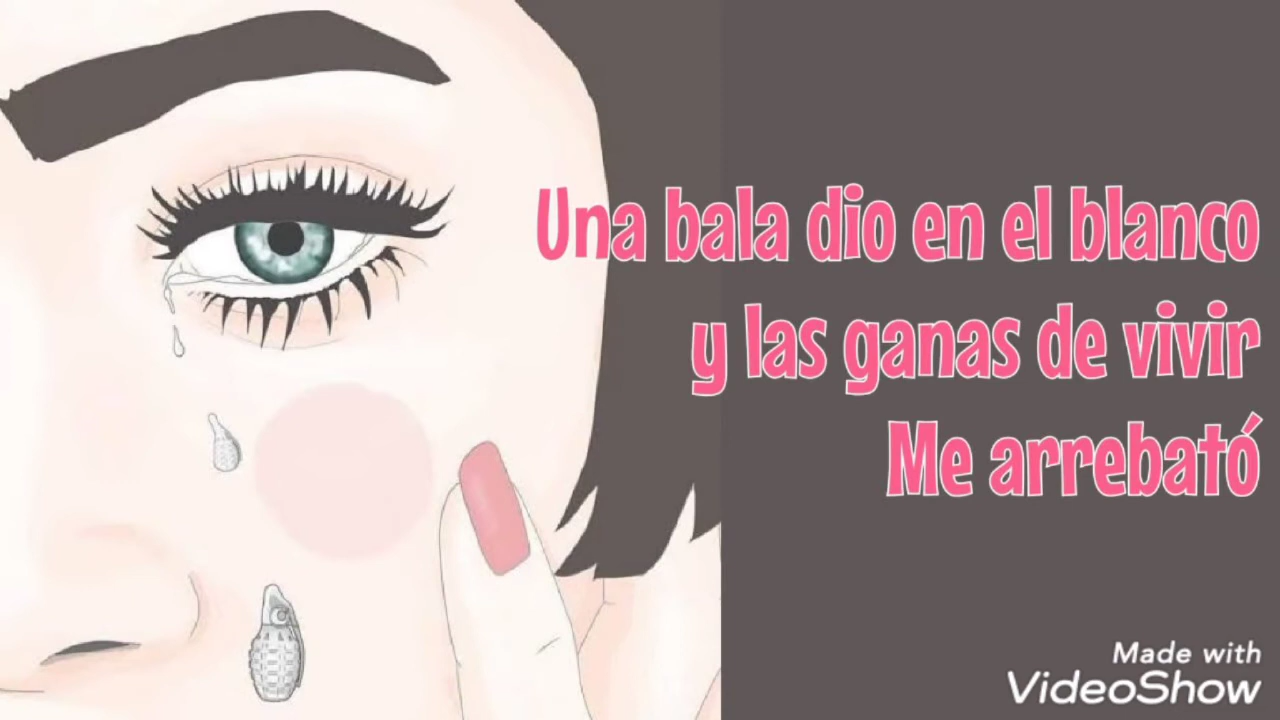 Una bala dio en el blanco
y las ganas de vivir
Me arrebató
Made with
VideoShow